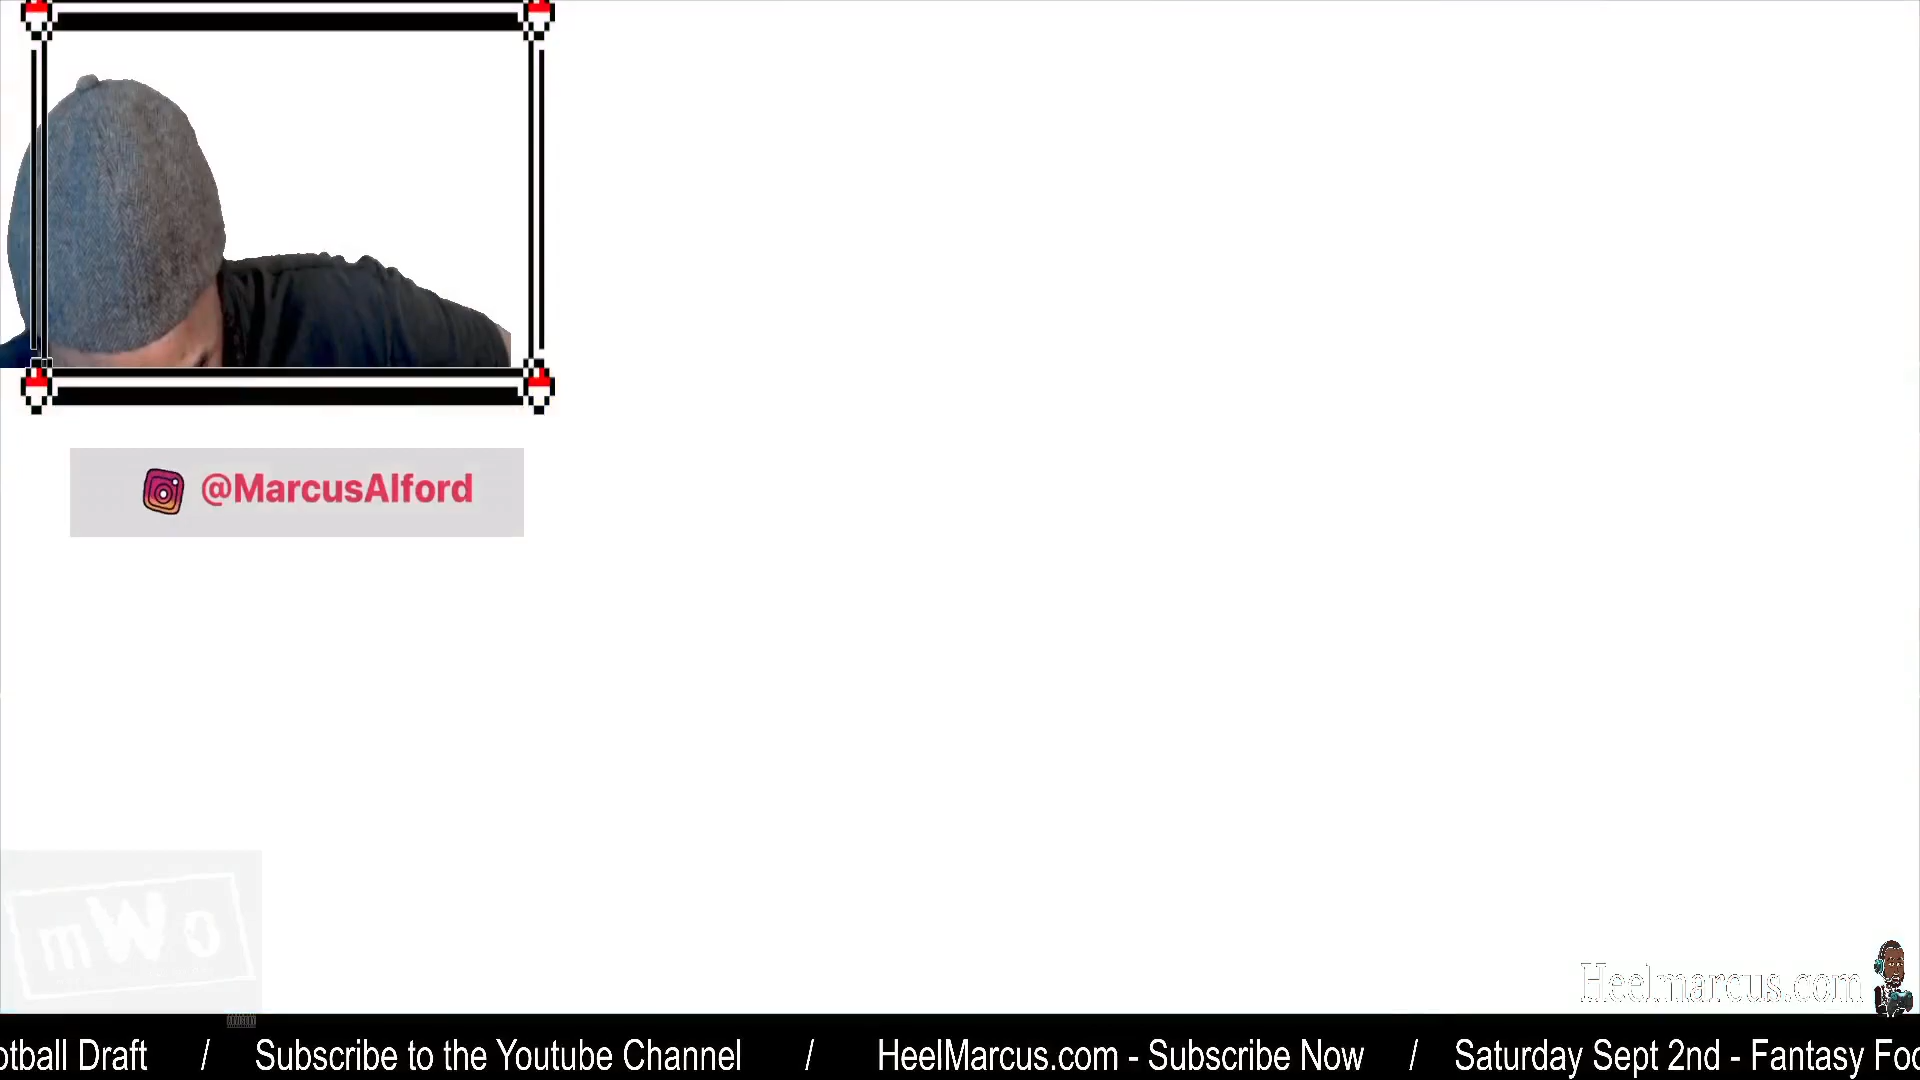 @MarcusAlford
mWo
Heelmarcus.com
otball Draft / Subscribe to the Youtube Channel / HeelMarcus.com - Subscribe Now / Saturday Sept 2nd - Fantasy Foo